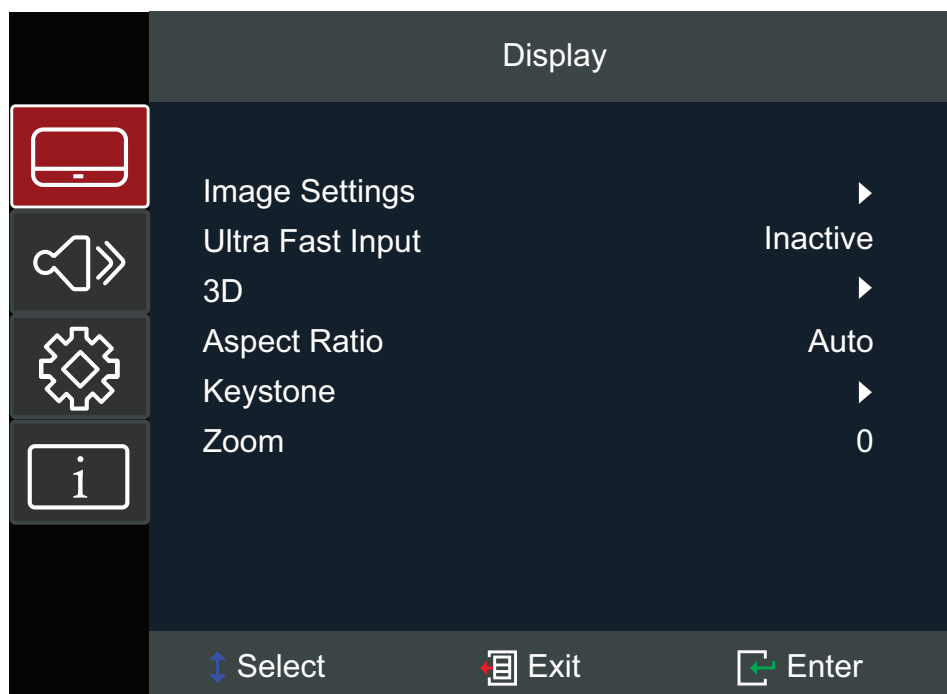 Display
Image Settings
Ultra Fast Input Inactive
3D
Aspect Ratio Auto
Keystone
Zoom 0
i
Select Exit Enter